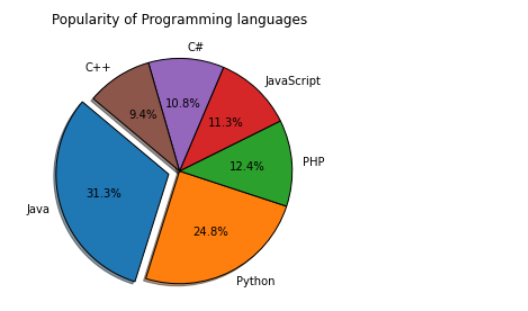 Popularity of Programming languages
C#
C++
JavaScript
10.8%
9.4%
11.3%
PHP
12.4%
31.3%
Java
24.8%
Python